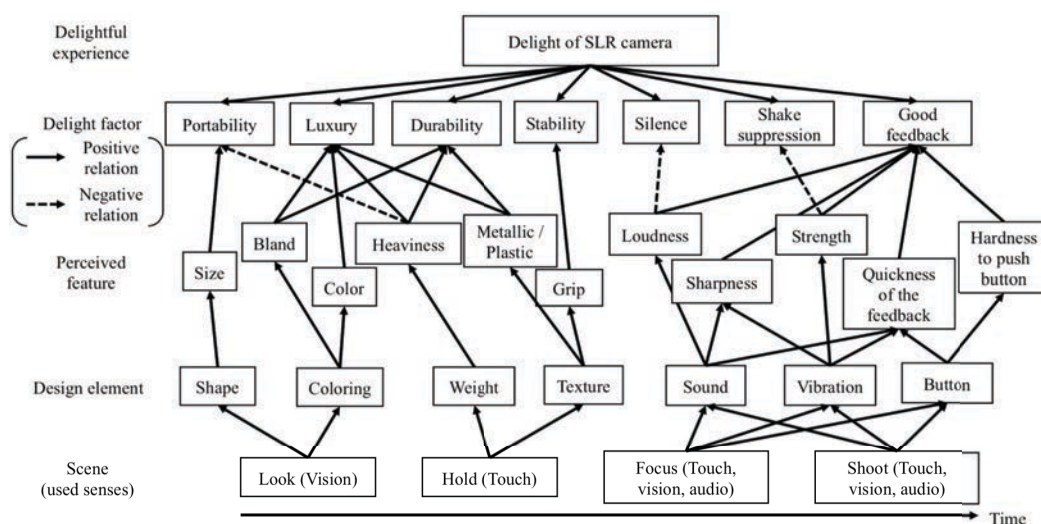 Delightful
experience
Delight of SLR camera
Delight factor
Portability
Luxury
Durability
Stability
Silence
Shake
suppression
Good
feedback
Positive
relation
Negative
relation
Perceived
feature
Size
Bland
Color
Heaviness
Metallic /
Plastic
Grip
Loudness
Sharpness
Strength
Quickness
of the
feedback
Hardness
to push
button
Design element
Shape
Coloring
Weight
Texture
Sound
Vibration
Button
Scene
(used senses)
Look (Vision)
Hold (Touch)
Focus (Touch,
vision, audio)
Shoot (Touch,
vision, audio)
Time